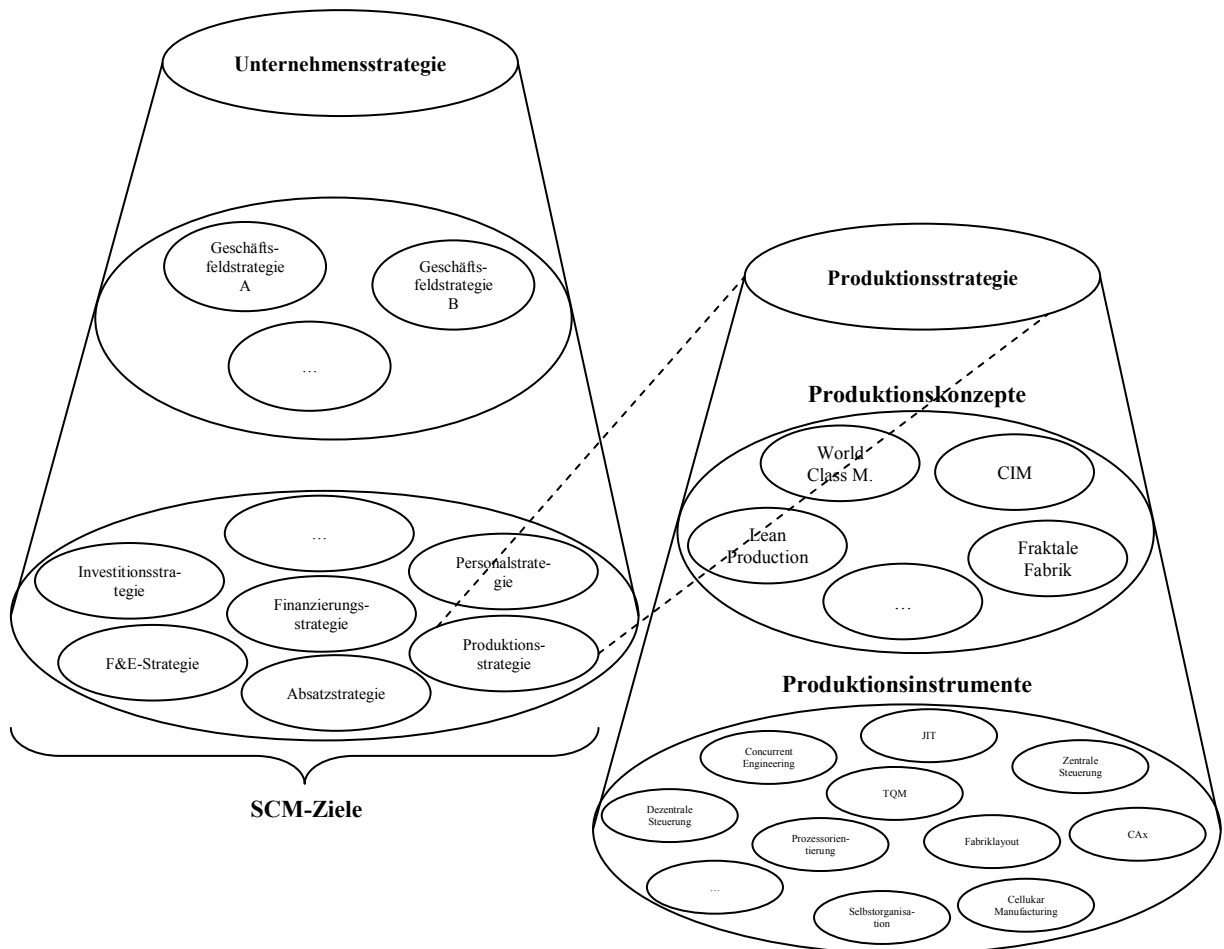 Unternehmensstrategie
Geschäfts-
feldstrategie
A
Geschäfts-
feldstrategie
B
…
…
Investitionsstra-
tegie
Personalstrate-
gie
Finanzierungs-
strategie
F&E-Strategie
Produktions-
strategie
Absatzstrategie
SCM-Ziele
Produktionsstrategie
Produktionskonzepte
World
Class M.
CIM
Lean
Production
Fraktale
Fabrik
…
Produktionsinstrumente
JIT
Concurrent
Engineering
Zentrale
Steuerung
TQM
Dezentrale
Steuerung
Prozessorien-
tierung
Fabriklayout
CAx
…
Selbstorganisa-
tion
Cellukar
Manufacturing